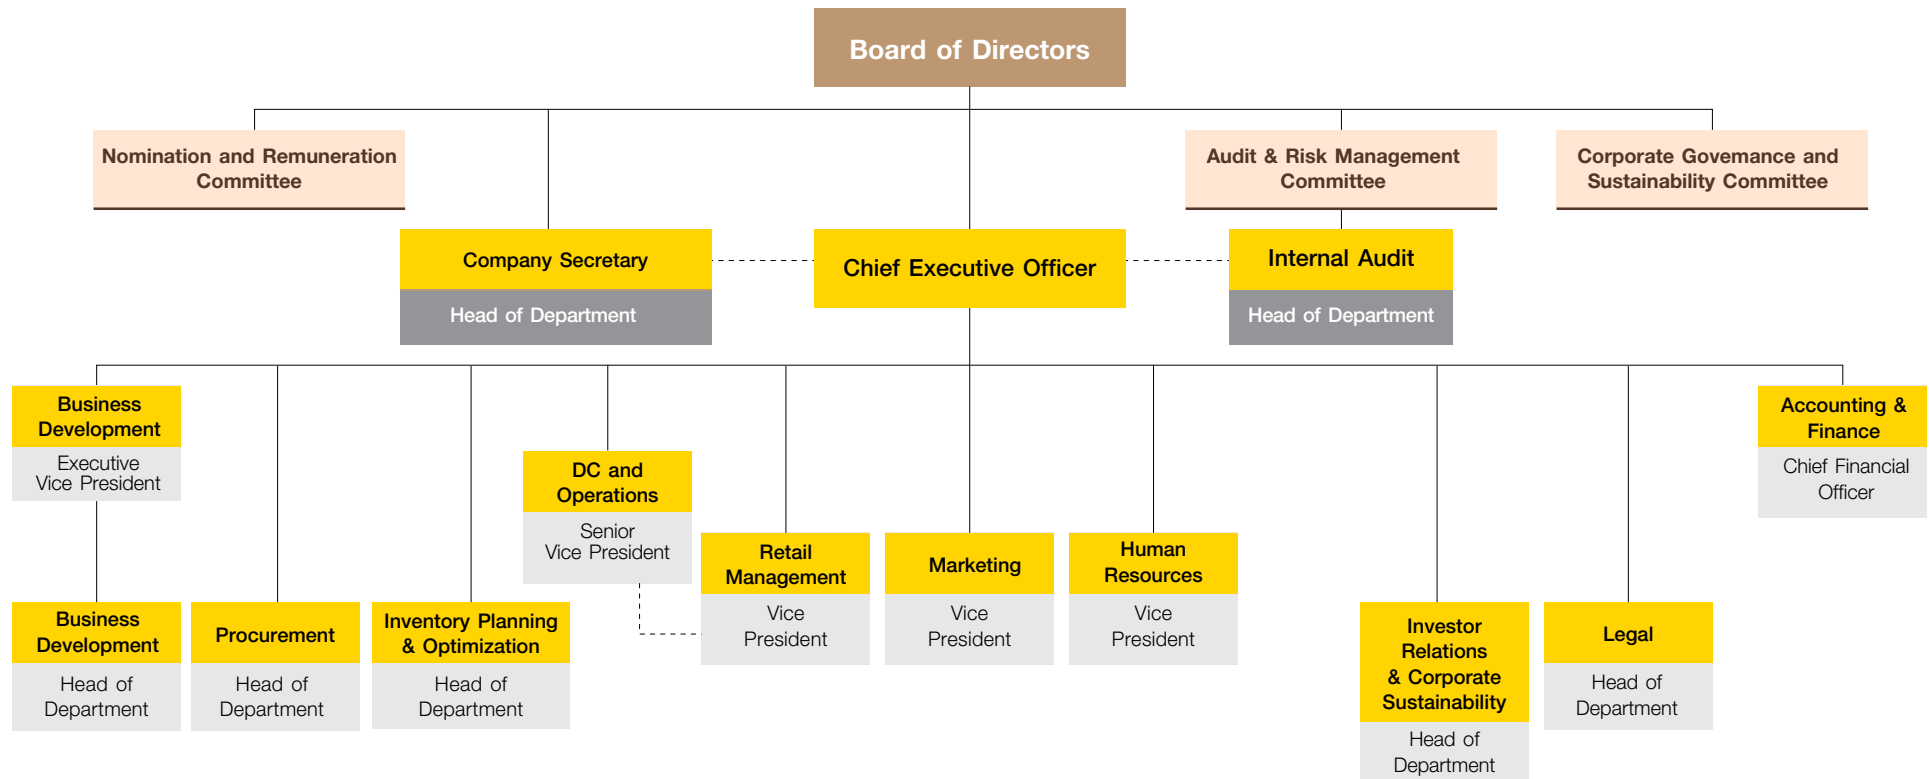 Board of Directors
Nomination and Remuneration
Committee
Audit & Risk Management
Committee
Corporate Govemance and
Sustainability Committee
Company Secretary
Head of Department
Chief Executive Officer
Internal Audit
Head of Department
Business
Development
Executive
Vice President
Accounting &
Finance
Chief Financial
Officer
DC and
Operations
Senior
Vice President
Retail
Management
Vice
President
Marketing
Vice
President
Human
Resources
Vice
President
Business
Development
Head of
Department
Procurement
Head of
Department
Inventory Planning
& Optimization
Head of
Department
Investor
Relations
& Corporate
Sustainability
Head of
Department
Legal
Head of
Department